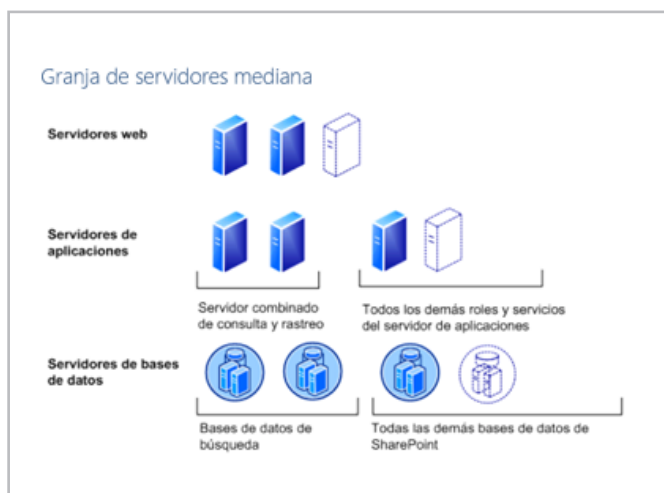 Granja de servidores mediana
Servidores web
Servidores de
aplicaciones
Servidor combinado
de consulta y rastreo
Todos los demás roles y servicios
del servidor de aplicaciones
Servidores de bases
de datos
Bases de datos de
búsqueda
Todas las demás bases de datos de
SharePoint